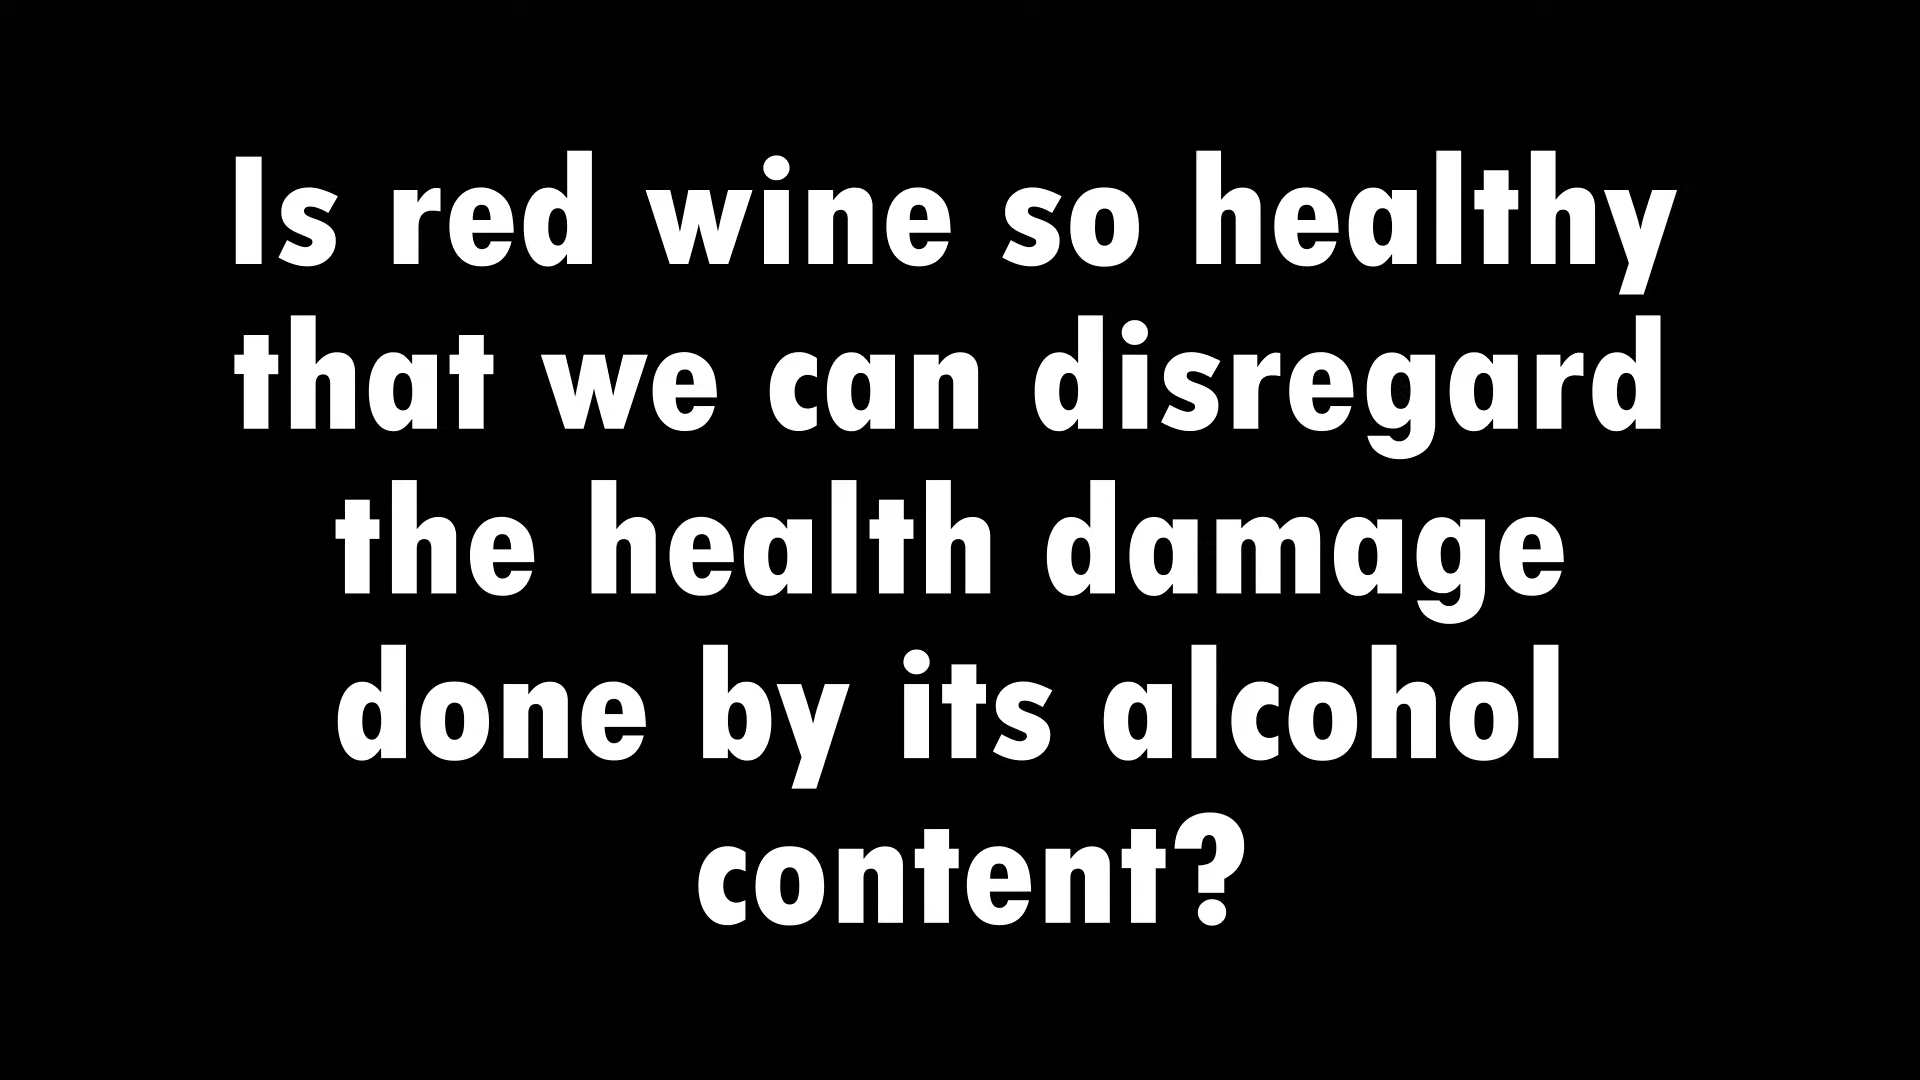 Is red wine so healthy
that we can disregard
the health damage
done by its alcohol
content?